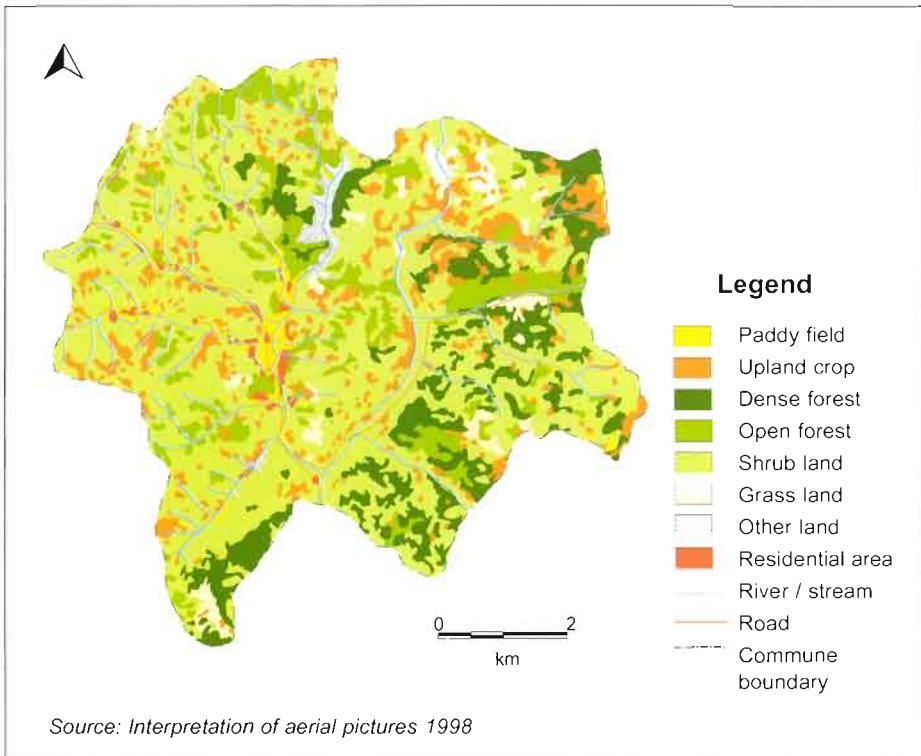 Legend
Paddy field
Upland crop
Dense forest
Open forest
Shrub land
Grass land
Other land
Residential area
River / stream
Road
Commune
boundary
0 2
km
Source: Interpretation of aerial pictures 1998